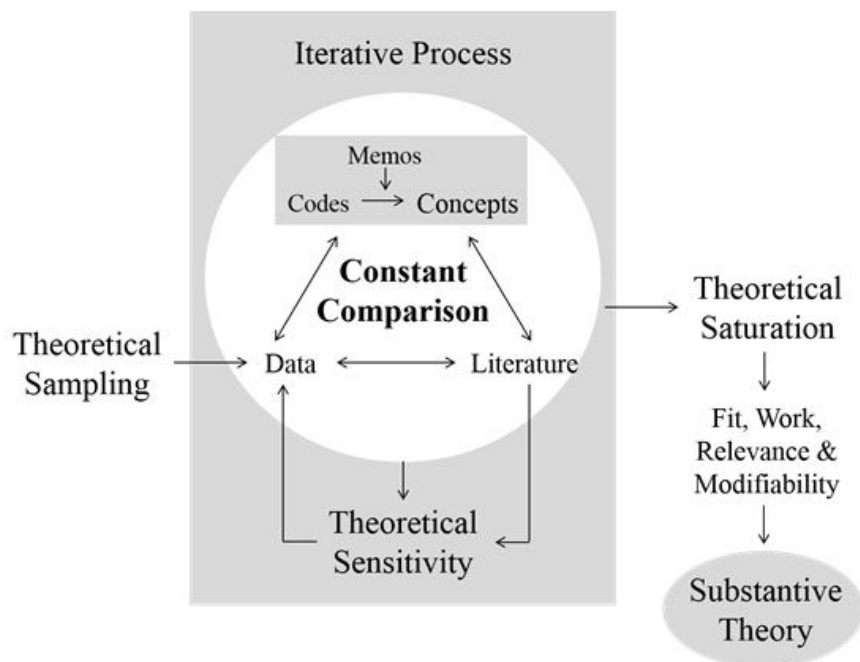 Iterative Process
Memos
Codes
Concepts
Constant
Comparison
Theoretical
Sampling
Data
Literature
Theoretical
Sensitivity
Theoretical
Saturation
Fit, Work,
Relevance &
Modifiability
Substantive
Theory